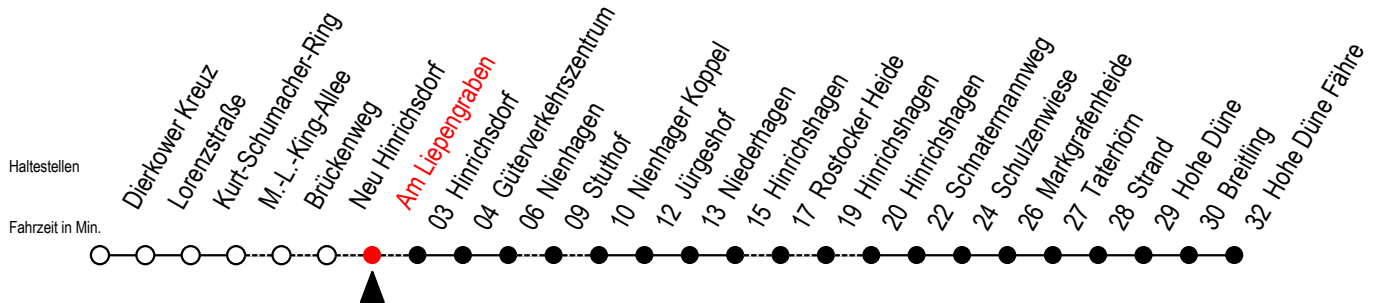 Haltestellen
Fahrzeit in Min.
Dierkower Kreuz
Lorenzstraße
Kurt-Schumacher-Ring
M.-L.-King-Allee
Brückenweg
Neu Hinrichsdorf
Am Liepengraben
03 Hinrichsdorf
04 Güterverkehrszentrum
06 Nienhagen
09 Stuthof
10 Nienhager Koppel
12 Jürgeshof
13 Niederhagen
15 Hinrichshagen
17 Rostocker Heide
19 Hinrichshagen
20 Hinrichshagen
22 Schnatermannweg
24 Schulzenwiese
26 Markgrafenheide
27 Taterhörn
28 Strand
29 Hohe Düne
30 Breitling
32 Hohe Düne Fähre